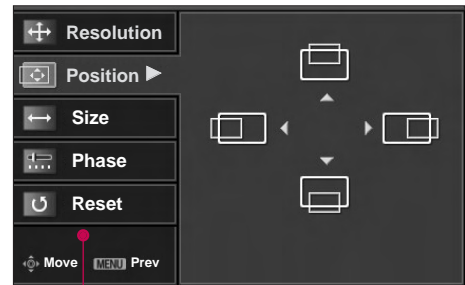 Resolution
Position
Size
Phase
Reset
Move MENU Prev